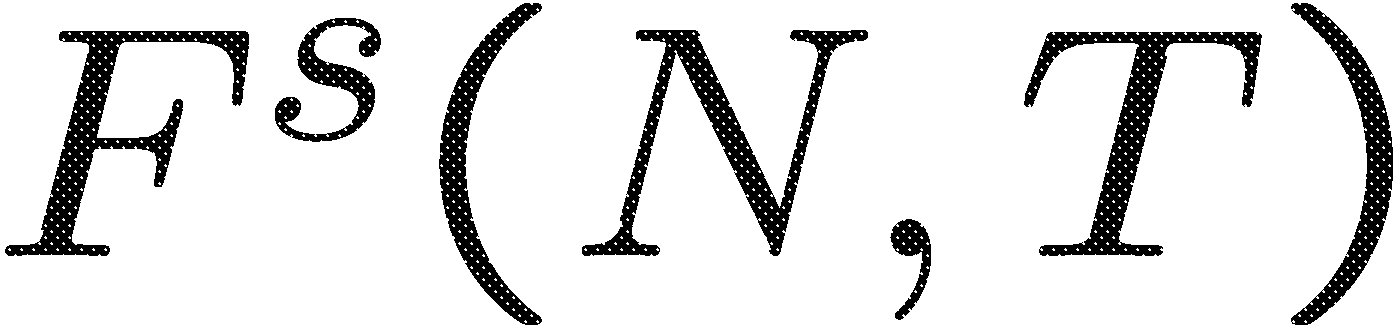 F^s(N, T)